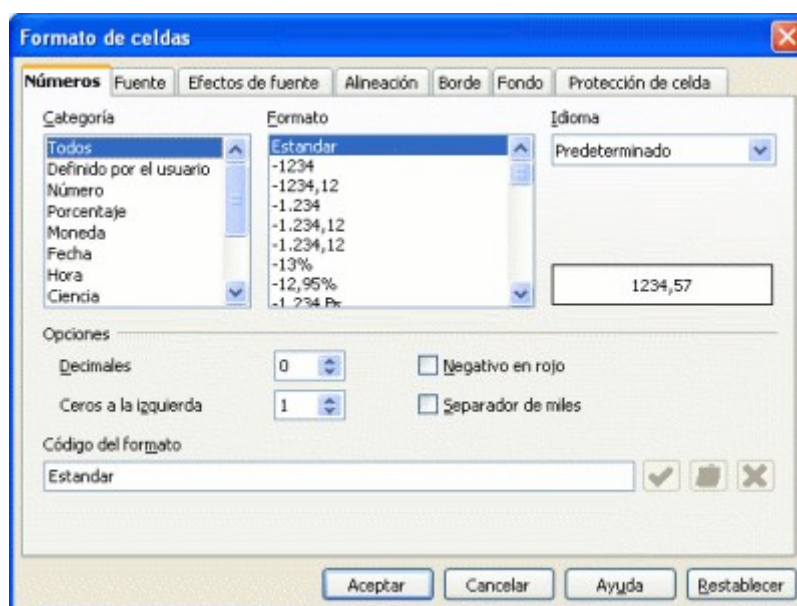 Formato de celdas
Números Fuente Efectos de fuente Alineación Borde Fondo Protección de celda
Categoría
Todos
Definido por el usuario
Número
Porcentaje
Moneda
Fecha
Hora
Ciencia
Formato
Estandar
-1234
-1234,12
-1.234
-1.234,12
-1.234,12
-13%
-12,95%
-1.234
Idioma
Predeterminado
1234,57
Opciones
Decimales 0
Negativo en rojo
Ceros a la izquierda 1
Separador de miles
Código del formato
Estandar
Aceptar Cancelar Ayuda Restablecer